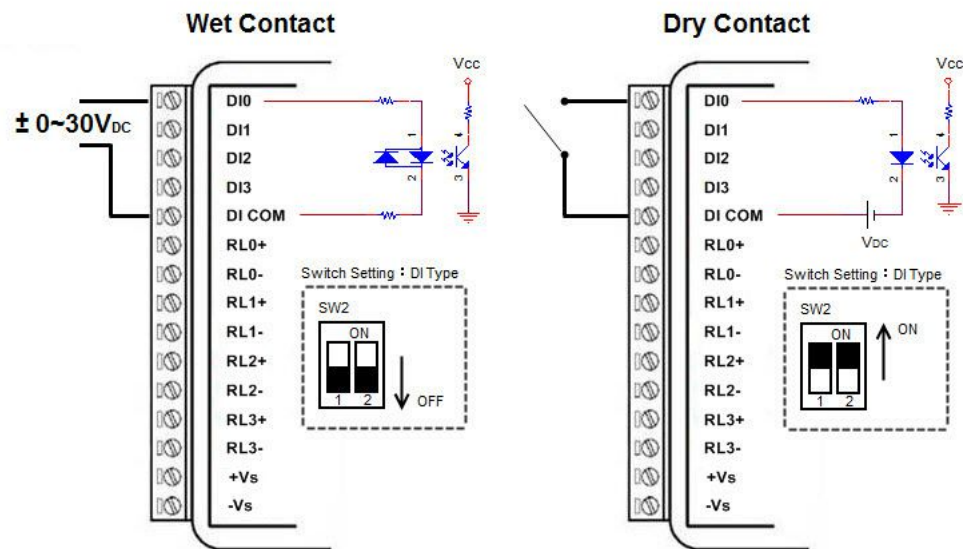 Wet Contact
± 0~30VDC
DI0
DI1
DI2
DI3
DI COM
RL0+
RL0-
RL1+
RL1-
RL2+
RL2-
RL3+
RL3-
+Vs
-Vs
Vcc
1
4
2
3
Switch Setting : DI Type
SW2
ON
1 2
OFF
Dry Contact
DI0
DI1
DI2
DI3
DI COM
RL0+
RL0-
RL1+
RL1-
RL2+
RL2-
RL3+
RL3-
+Vs
-Vs
Vcc
1
4
2
3
VDC
Switch Setting : DI Type
SW2
ON
1 2
ON